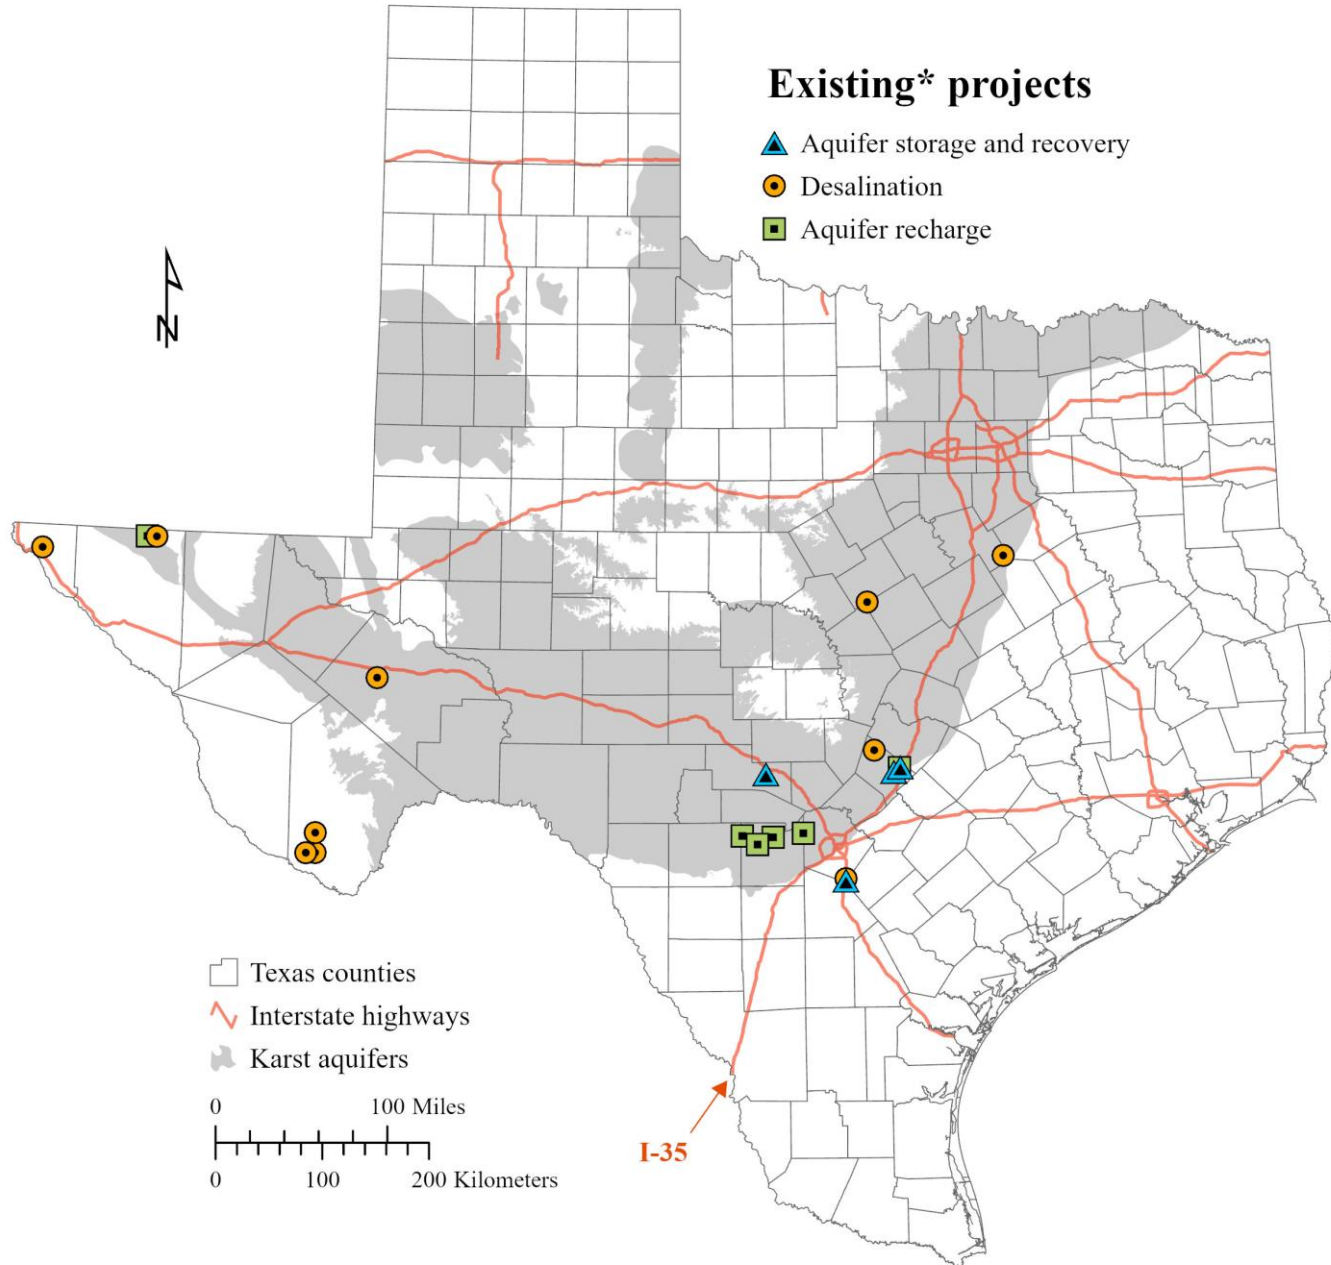 Existing* projects
Aquifer storage and recovery
Desalination
Aquifer recharge
N
Texas counties
Interstate highways
Karst aquifers
0 100 Miles
0 100 200 Kilometers
I-35